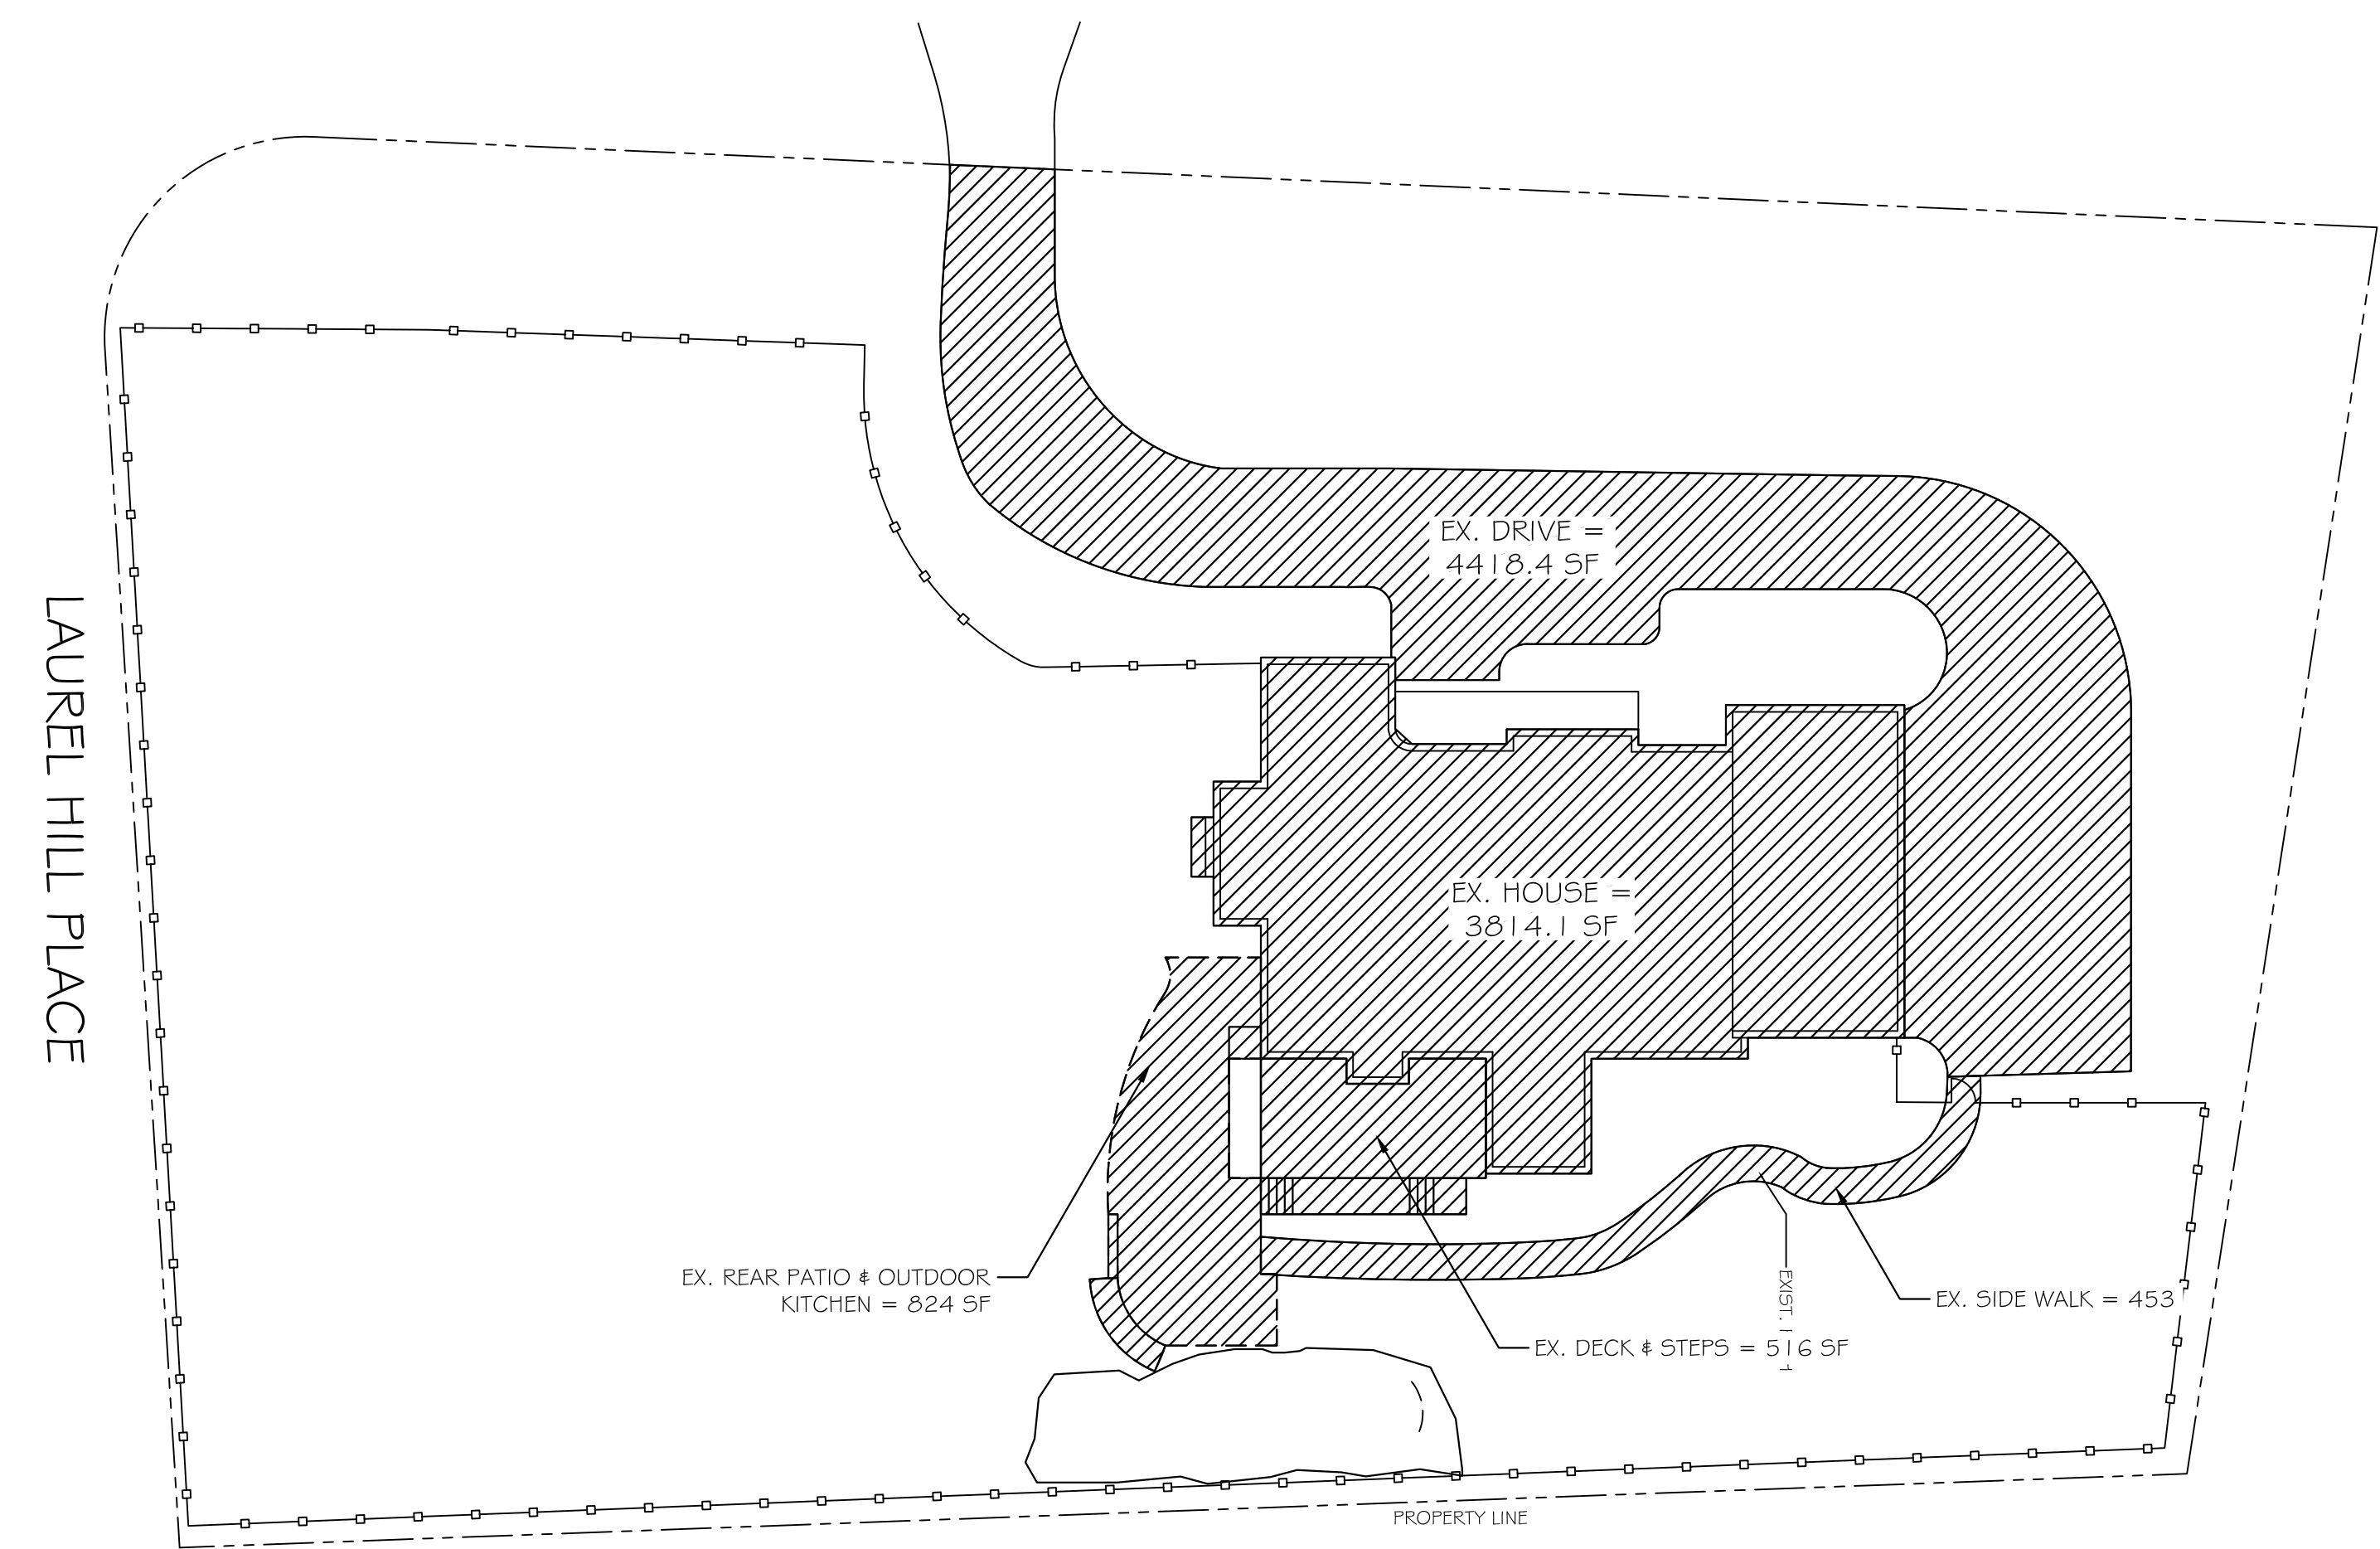 EX. DRIVE =
4418.4 SF
LAUREL HILL PLACE
EX. HOUSE =
3814.1 SF
EX. REAR PATIO & OUTDOOR
KITCHEN = 824 SF
EXIST.
EX. SIDE WALK = 453
EX. DECK & STEPS = 516 SF
PROPERTY LINE